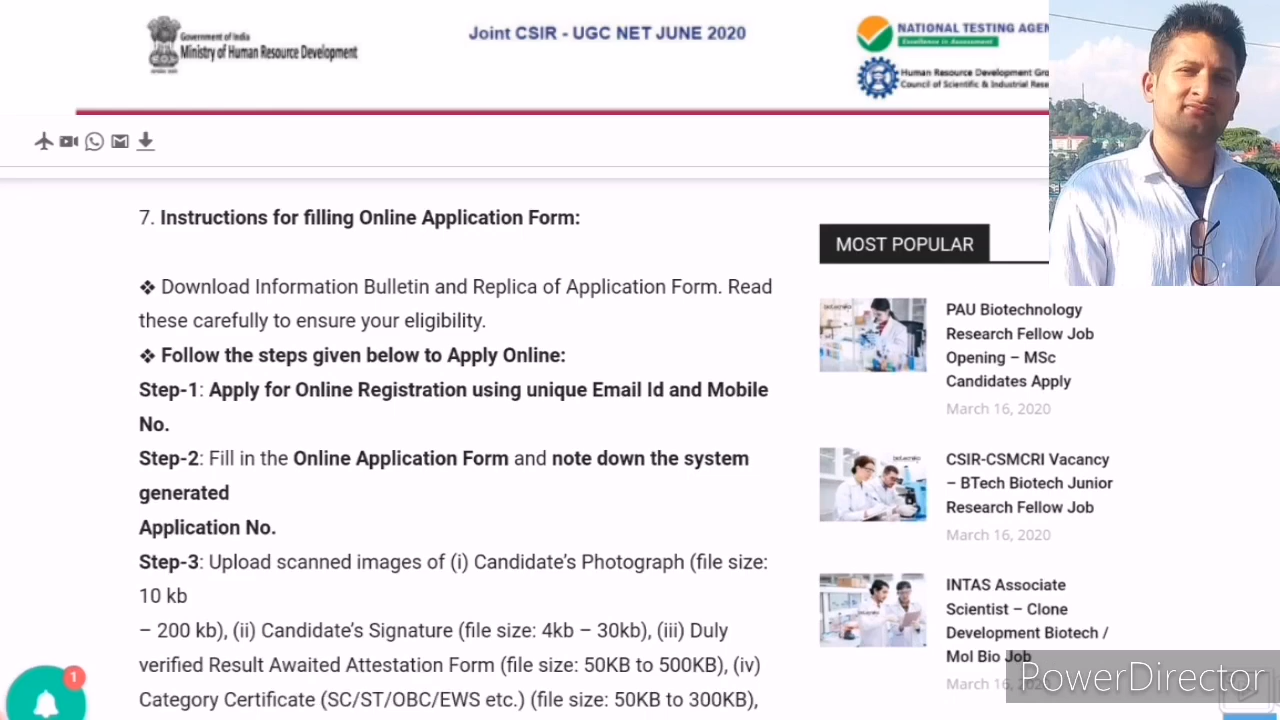 Government of India
Ministry of Human Resource Development
Joint CSIR - UGC NET JUNE 2020
NATIONAL TESTING AGEN
Excellence in Assessment
Human Resource Development Gro
Council of Scientific & Industrial Rese
7. Instructions for filling Online Application Form:
❖ Download Information Bulletin and Replica of Application Form. Read
these carefully to ensure your eligibility.
❖ Follow the steps given below to Apply Online:
Step-1: Apply for Online Registration using unique Email Id and Mobile
No.
Step-2: Fill in the Online Application Form and note down the system
generated
Application No.
Step-3: Upload scanned images of (i) Candidate's Photograph (file size:
10 kb
– 200 kb), (ii) Candidate's Signature (file size: 4kb – 30kb), (iii) Duly
verified Result Awaited Attestation Form (file size: 50KB to 500KB), (iv)
Category Certificate (SC/ST/OBC/EWS etc.) (file size: 50KB to 300KB),
1
MOST POPULAR
PAU Biotechnology
Research Fellow Job
Opening – MSc
Candidates Apply
March 16, 2020
CSIR-CSMCRI Vacancy
– BTech Biotech Junior
Research Fellow Job
March 16, 2020
INTAS Associate
Scientist – Clone
Development Biotech /
Mol Bio Job
March 16, 2020
PowerDirector